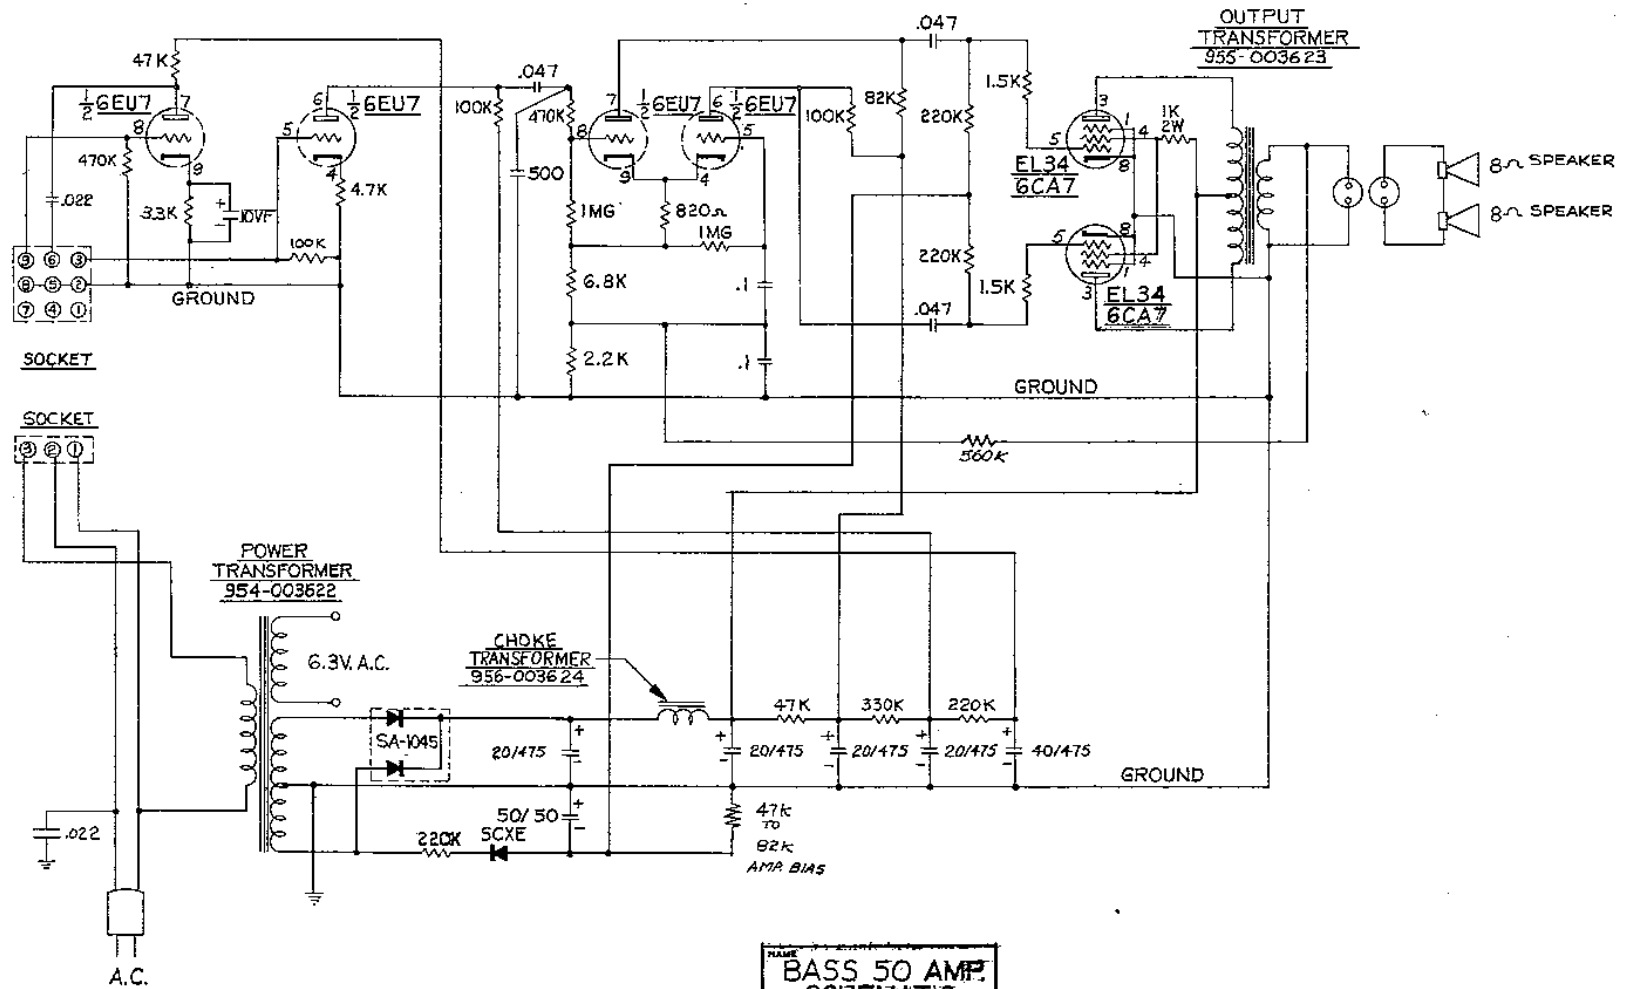 OUTPUT
TRANSFORMER
955-003623
47K
1/2 6EU7
7
8
9
470K
.022
3.3K
+
10VF
-
6
1/2 6EU7
5
4
4.7K
100K
100K
.047
470K
500
1MG
6.8K
2.2K
7
1/2 6EU7
8
9
6
1/2 6EU7
5
4
820Ω
1MG
.1
.1
100K
82K
.047
220K
220K
.047
1.5K
1.5K
3
1
4
5
8
EL34
6CA7
1K
2W
5
8
4
1
3
EL34
6CA7
8Ω SPEAKER
8Ω SPEAKER
9 6 3
8 5 2
7 4 1
GROUND
SOCKET
GROUND
560K
SOCKET
3 2 1
POWER
TRANSFORMER
954-003622
6.3V. A.C.
CHOKE
TRANSFORMER
956-003624
SA-1045
+
20/475
-
47K
330K
220K
+
20/475
-
+
20/475
-
+
20/475
-
+
40/475
-
GROUND
50/50
+
-
220K
SCXE
47K
TO
82K
AMP. BIAS
.022
A.C.
NAME
BASS 50 AMP.
SCHEMATIC